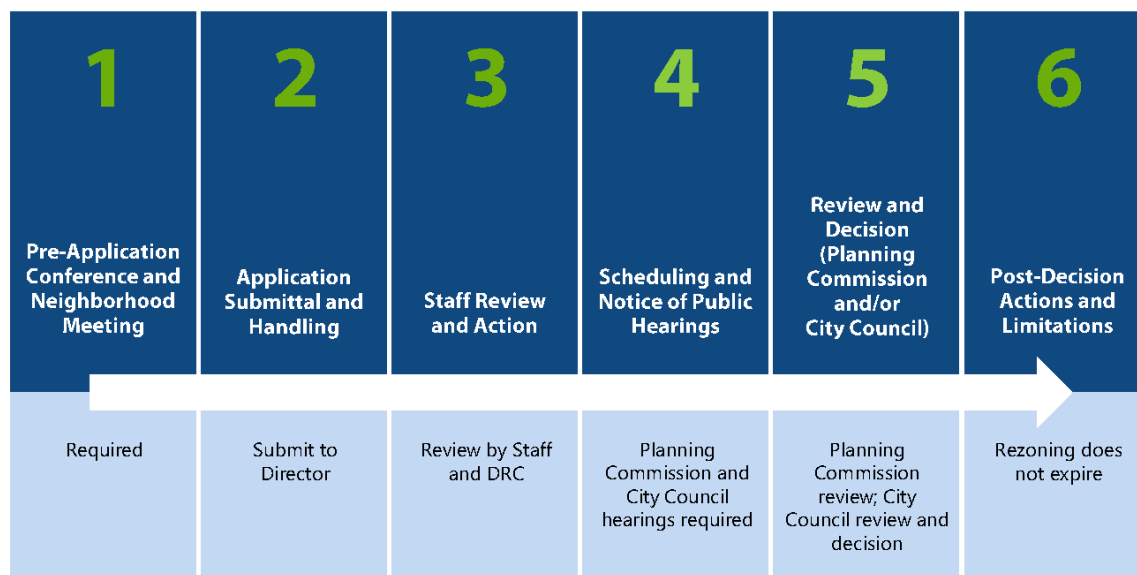 1
Pre-Application
Conference and
Neighborhood
Meeting
Required
2
Application
Submittal and
Handling
Submit to
Director
3
Staff Review
and Action
Review by Staff
and DRC
4
Scheduling and
Notice of Public
Hearings
Planning
Commission and
City Council
hearings required
5
Review and
Decision
(Planning
Commission
and/or
City Council)
Planning
Commission
review; City
Council review and
decision
6
Post-Decision
Actions and
Limitations
Rezoning does
not expire